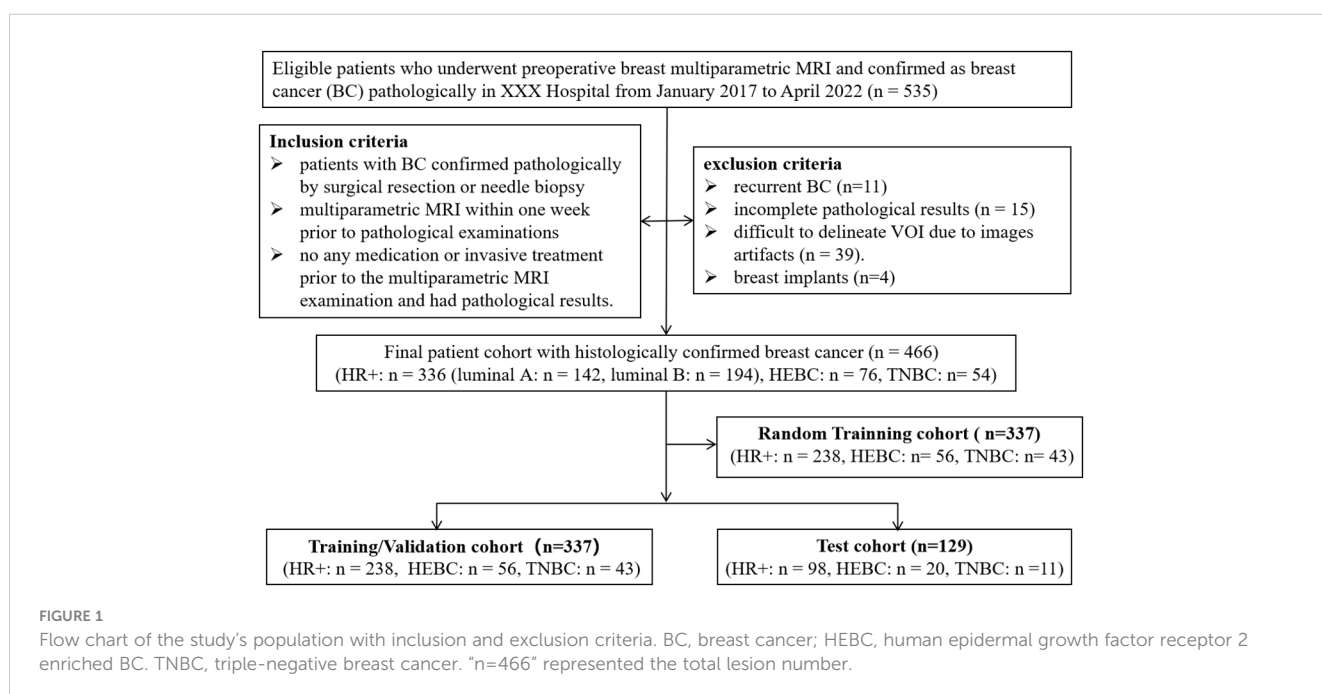 Eligible patients who underwent preoperative breast multiparametric MRI and confirmed as breast
cancer (BC) pathologically in XXX Hospital from January 2017 to April 2022 (n = 535)
Inclusion criteria
➢ patients with BC confirmed pathologically
by surgical resection or needle biopsy
➢ multiparametric MRI within one week
prior to pathological examinations
➢ no any medication or invasive treatment
prior to the multiparametric MRI
examination and had pathological results.
exclusion criteria
➢ recurrent BC (n=11)
➢ incomplete pathological results (n = 15)
➢ difficult to delineate VOI due to images
artifacts (n = 39).
➢ breast implants (n=4)
Final patient cohort with histologically confirmed breast cancer (n = 466)
(HR+: n = 336 (luminal A: n = 142, luminal B: n = 194), HEBC: n = 76, TNBC: n= 54)
Random Trainning cohort ( n=337)
(HR+: n = 238, HEBC: n= 56, TNBC: n= 43)
Training/Validation cohort (n=337)
(HR+: n = 238, HEBC: n = 56, TNBC: n = 43)
Test cohort (n=129)
(HR+: n = 98, HEBC: n = 20, TNBC: n =11)
FIGURE 1
Flow chart of the study's population with inclusion and exclusion criteria. BC, breast cancer; HEBC, human epidermal growth factor receptor 2
enriched BC. TNBC, triple-negative breast cancer. "n=466" represented the total lesion number.